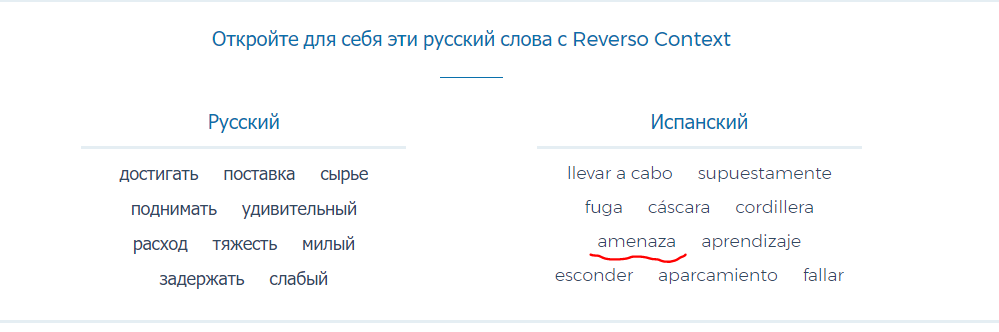 Откройте для себя эти русский слова с Reverso Context
Русский
достигать поставка сырье
поднимать удивительный
расход тяжесть милый
задержать слабый
Испанский
llevar a cabo supuestamente
fuga cáscara cordillera
amenaza aprendizaje
esconder aparcamiento fallar